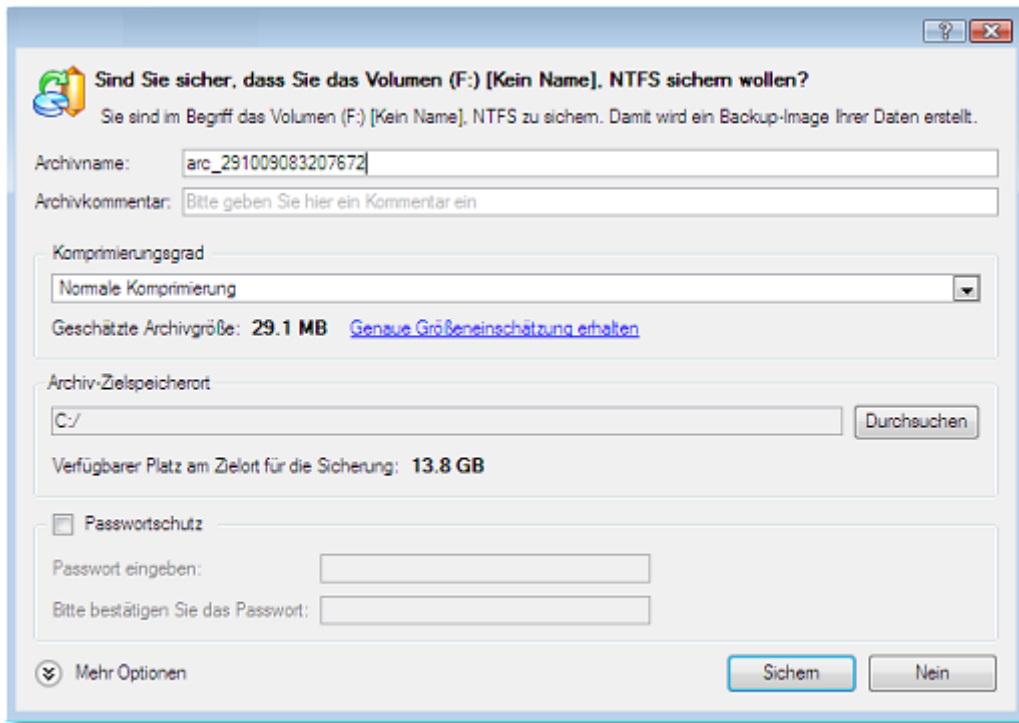 Sind Sie sicher, dass Sie das Volumen (F:) [Kein Name], NTFS sichern wollen?
Sie sind im Begriff das Volumen (F:) [Kein Name], NTFS zu sichern. Damit wird ein Backup-Image Ihrer Daten erstellt.
Archivname: arc_291009083207672
Archivkommentar: Bitte geben Sie hier ein Kommentar ein
Komprimierungsgrad
Normale Komprimierung
Geschätzte Archivgröße: 29.1 MB Genaue Größeneinschätzung erhalten
Archiv-Zielspeicherort
C:/ Durchsuchen
Verfügbarer Platz am Zielort für die Sicherung: 13.8 GB
Passwortschutz
Passwort eingeben:
Bitte bestätigen Sie das Passwort:
Mehr Optionen Sichern Nein